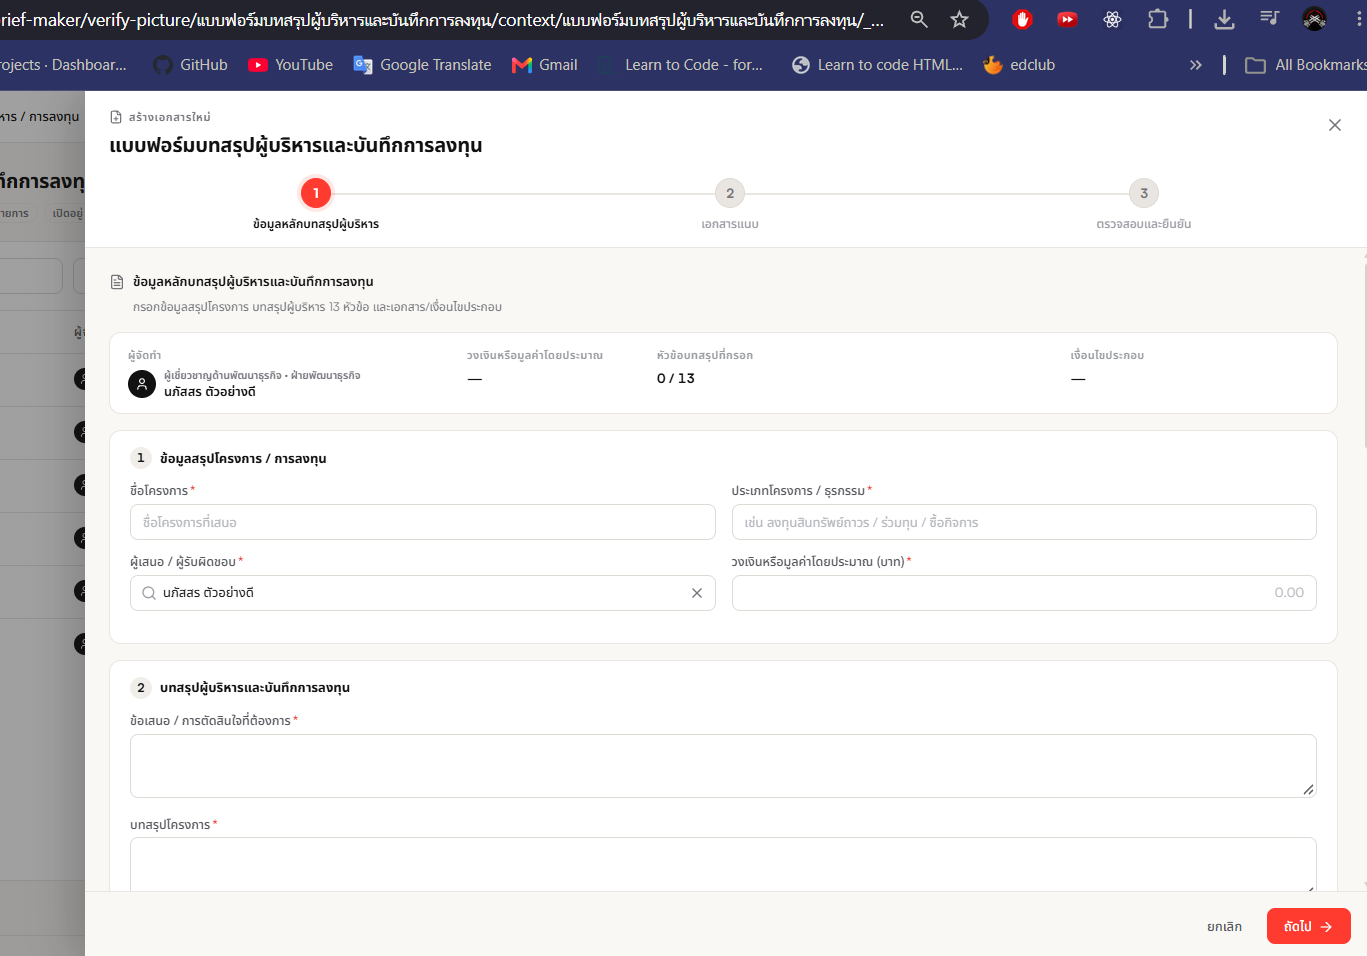 rief-maker/verify-picture/แบบฟอร์มบทสรุปผู้บริหารและบันทึกการลงทุน/context/แบบฟอร์มบทสรุปผู้บริหารและบันทึกการลงทุน/_...
rojects · Dashboar...
GitHub
YouTube
Google Translate
Gmail
Learn to Code - for...
Learn to code HTML...
edclub
»
All Bookmarks
หาร / การลงทุน
สร้างเอกสารใหม่
แบบฟอร์มบทสรุปผู้บริหารและบันทึกการลงทุน
ึกการลงทุ
ายการ
เปิดอยู่
1
2
3
ข้อมูลหลักบทสรุปผู้บริหาร
เอกสารแนบ
ตรวจสอบและยืนยัน
ข้อมูลหลักบทสรุปผู้บริหารและบันทึกการลงทุน
กรอกข้อมูลสรุปโครงการ บทสรุปผู้บริหาร 13 หัวข้อ และเอกสาร/เงื่อนไขประกอบ
ผู้จัดทำ
ผู้เชี่ยวชาญด้านพัฒนาธุรกิจ • ฝ่ายพัฒนาธุรกิจ
นภัสสร ตัวอย่างดี
วงเงินหรือมูลค่าโดยประมาณ
—
หัวข้อบทสรุปที่กรอก
0 / 13
เงื่อนไขประกอบ
—
1 ข้อมูลสรุปโครงการ / การลงทุน
ชื่อโครงการ *
ชื่อโครงการที่เสนอ
ประเภทโครงการ / ธุรกรรม *
เช่น ลงทุนสินทรัพย์ถาวร / ร่วมทุน / ซื้อกิจการ
ผู้เสนอ / ผู้รับผิดชอบ *
นภัสสร ตัวอย่างดี
วงเงินหรือมูลค่าโดยประมาณ (บาท) *
0.00
2 บทสรุปผู้บริหารและบันทึกการลงทุน
ข้อเสนอ / การตัดสินใจที่ต้องการ *
บทสรุปโครงการ *
ยกเลิก
ถัดไป →